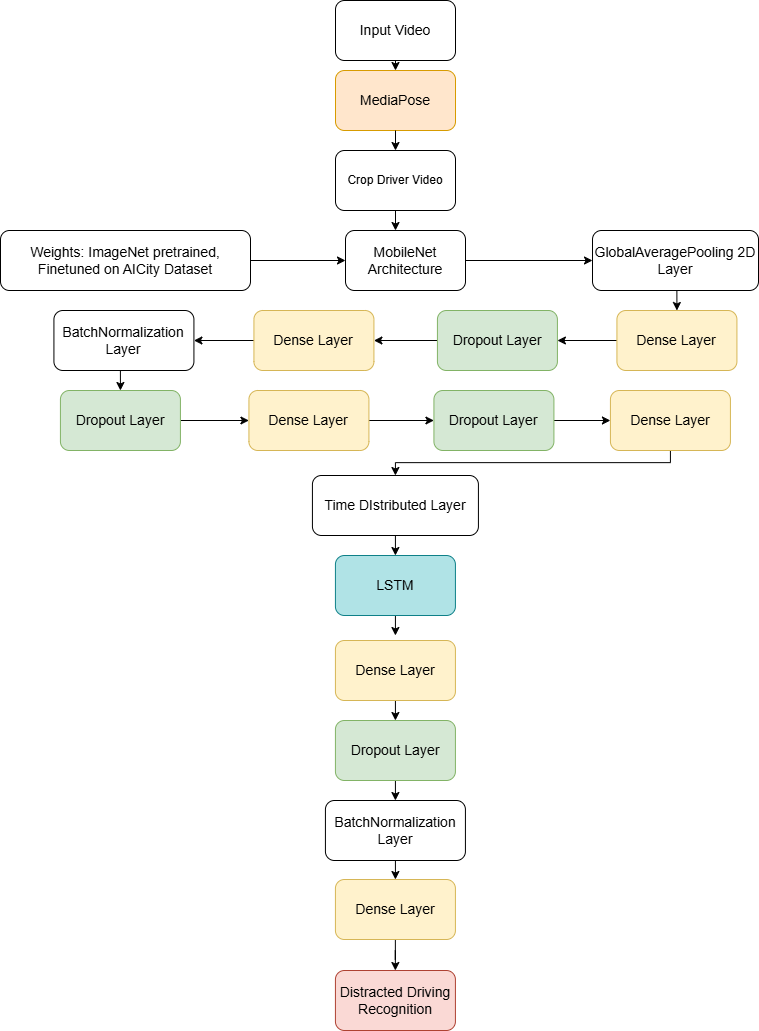 Input Video
MediaPose
Crop Driver Video
Weights: ImageNet pretrained,
Finetuned on AICity Dataset
MobileNet
Architecture
GlobalAveragePooling 2D
Layer
Dense Layer
Dropout Layer
Dense Layer
BatchNormalization
Layer
Dropout Layer
Dense Layer
Dropout Layer
Dense Layer
Time DIstributed Layer
LSTM
Dense Layer
Dropout Layer
BatchNormalization
Layer
Dense Layer
Distracted Driving
Recognition